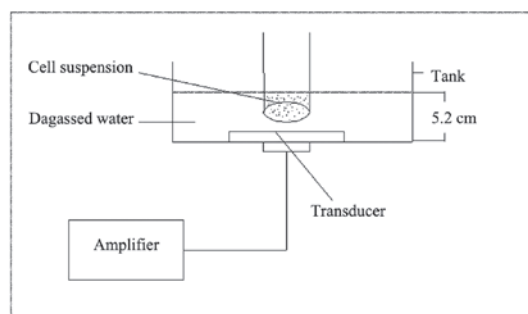 Cell suspension
Tank
Dagassed water
5.2 cm
Transducer
Amplifier